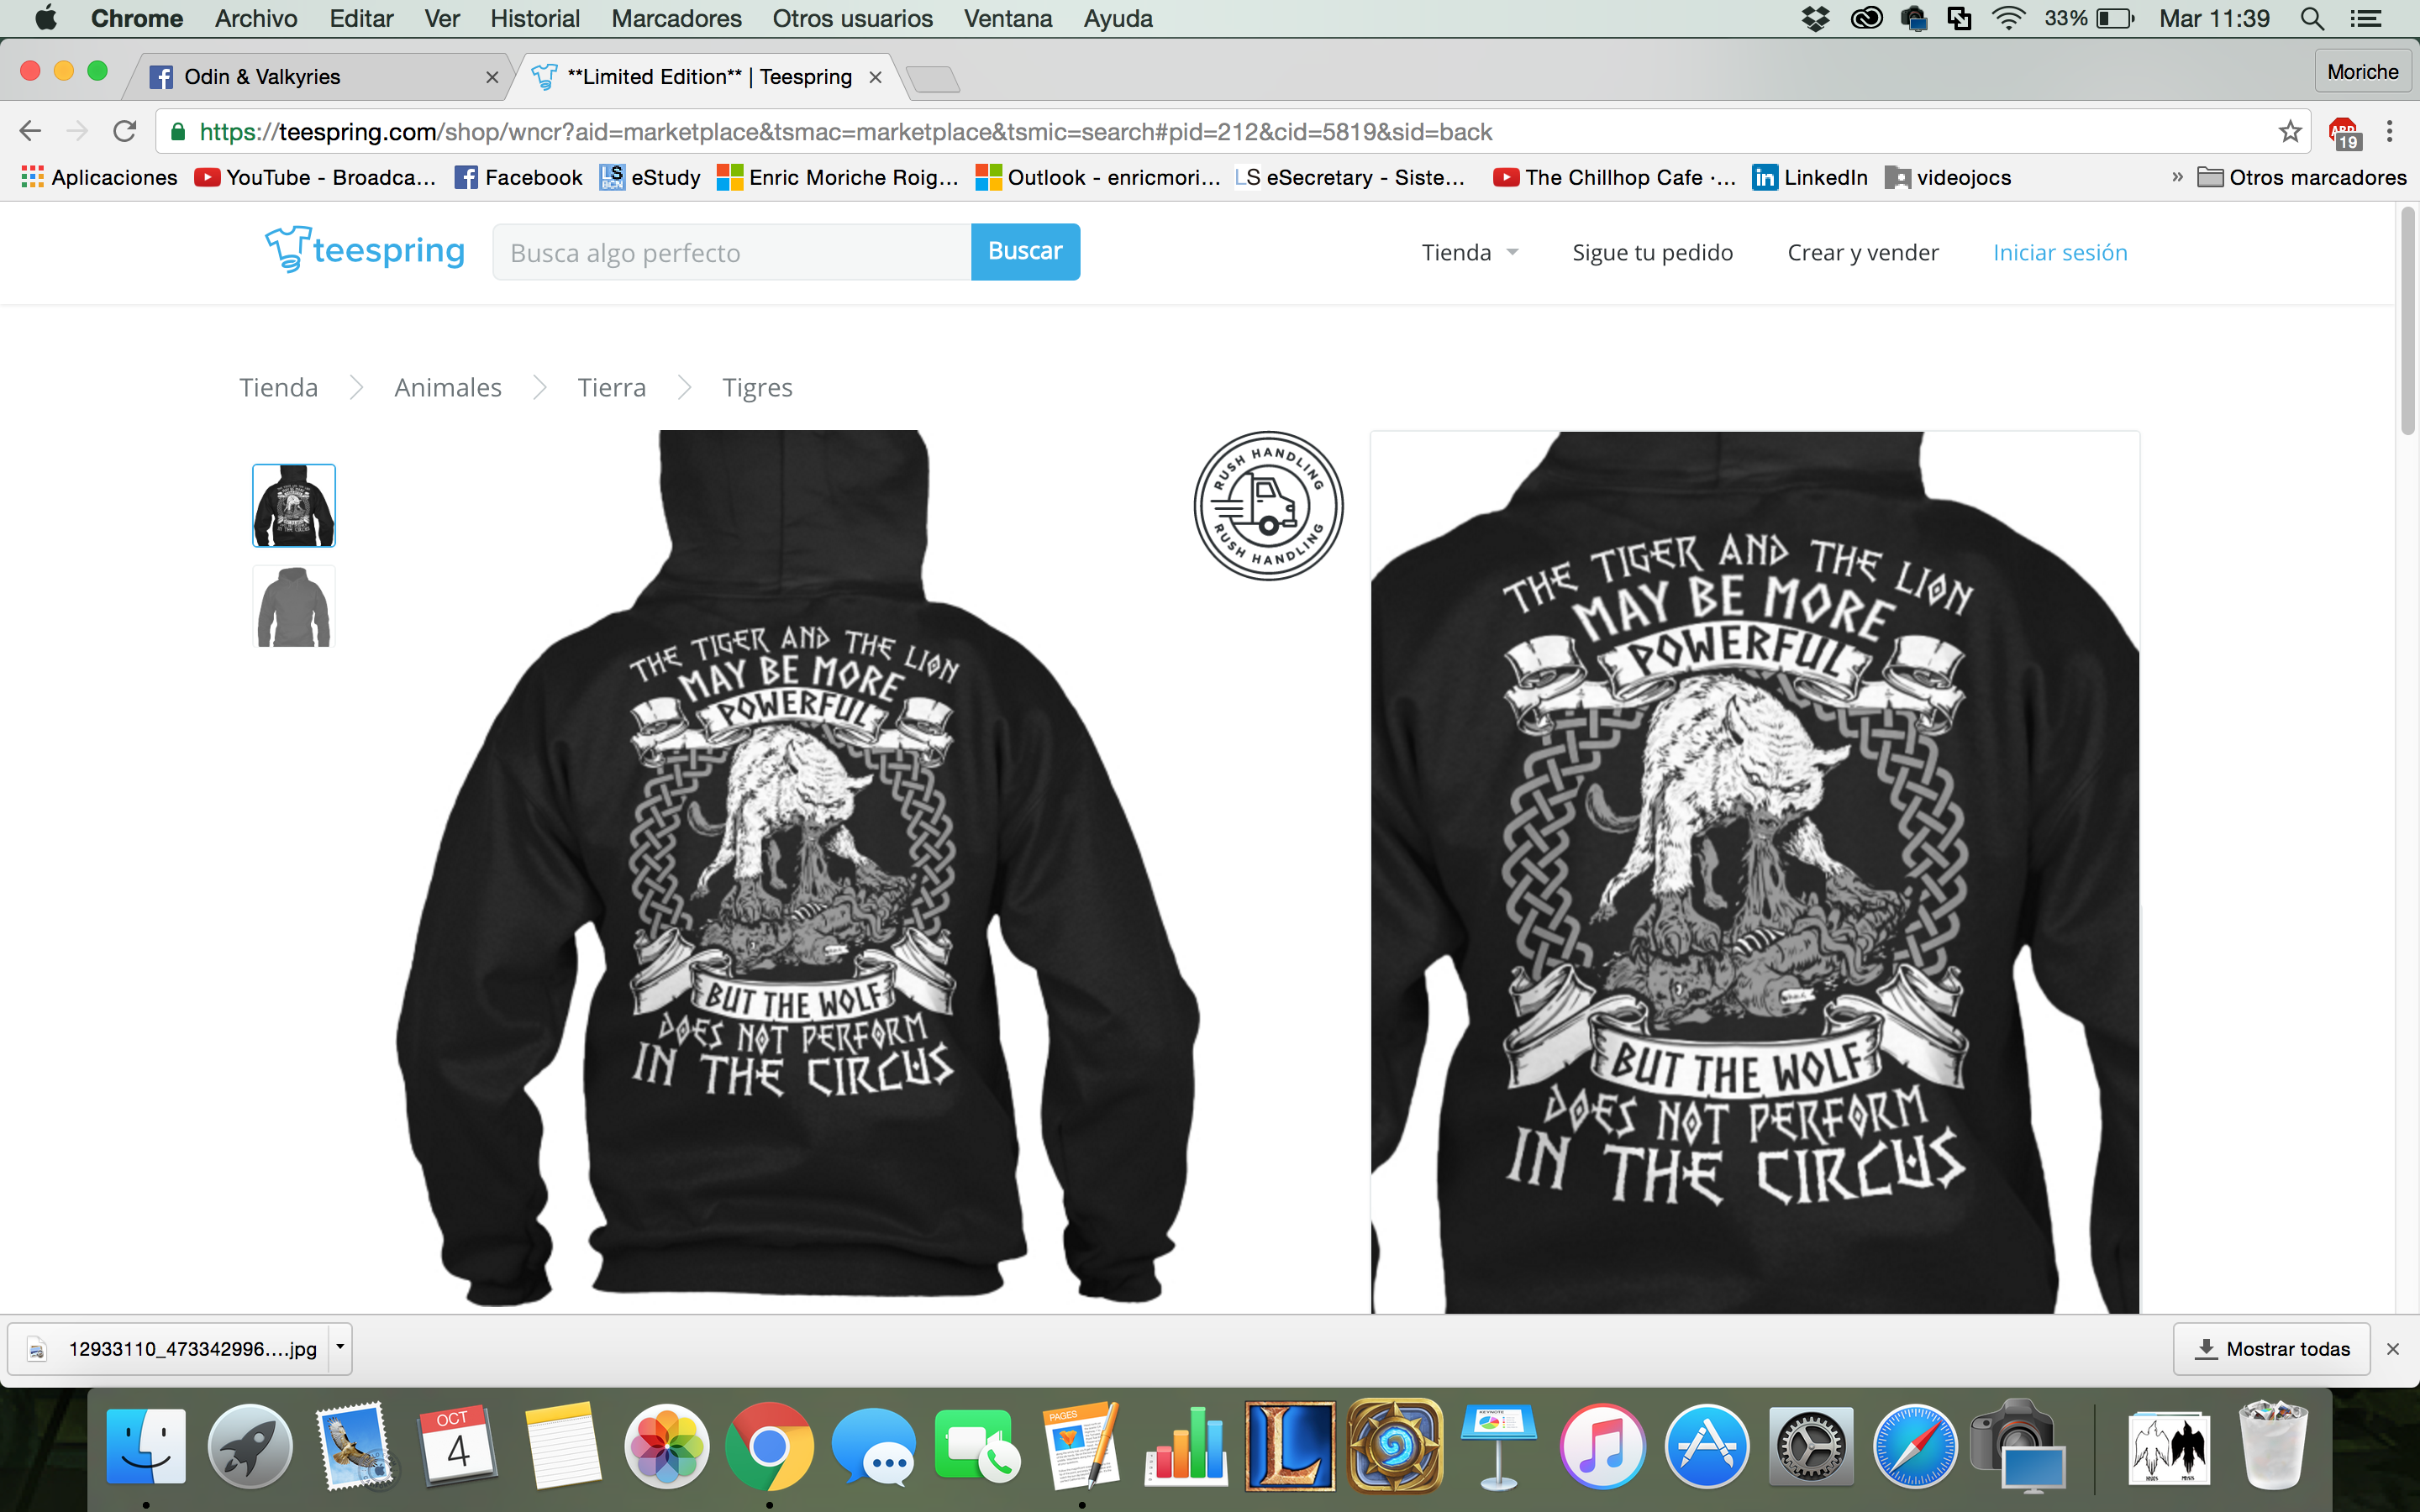 Chrome Archivo Editar Ver Historial Marcadores Otros usuarios Ventana Ayuda 33% Mar 11:39
Odin & Valkyries
**Limited Edition** | Teespring
Moriche
https://teespring.com/shop/wncr?aid=marketplace&tsmac=marketplace&tsmic=search#pid=212&cid=5819&sid=back
ABP
19
Aplicaciones YouTube - Broadca... Facebook eStudy Enric Moriche Roig... Outlook - enricmori... LS eSecretary - Siste... The Chillhop Cafe ·... LinkedIn videojocs » Otros marcadores
teespring
Busca algo perfecto
Buscar
Tienda Sigue tu pedido Crear y vender Iniciar sesión
Tienda Animales Tierra Tigres
RUSH HANDLING
RUSH HANDLING
THE TIGER AND THE LION
MAY BE MORE
POWERFUL
BUT THE WOLF
DOES NOT PERFORM
IN THE CIRCUS
THE TIGER AND THE LION
MAY BE MORE
POWERFUL
BUT THE WOLF
DOES NOT PERFORM
IN THE CIRCUS
12933110_473342996....jpg
Mostrar todas
OCT
4
PAGES
KEYNOTE